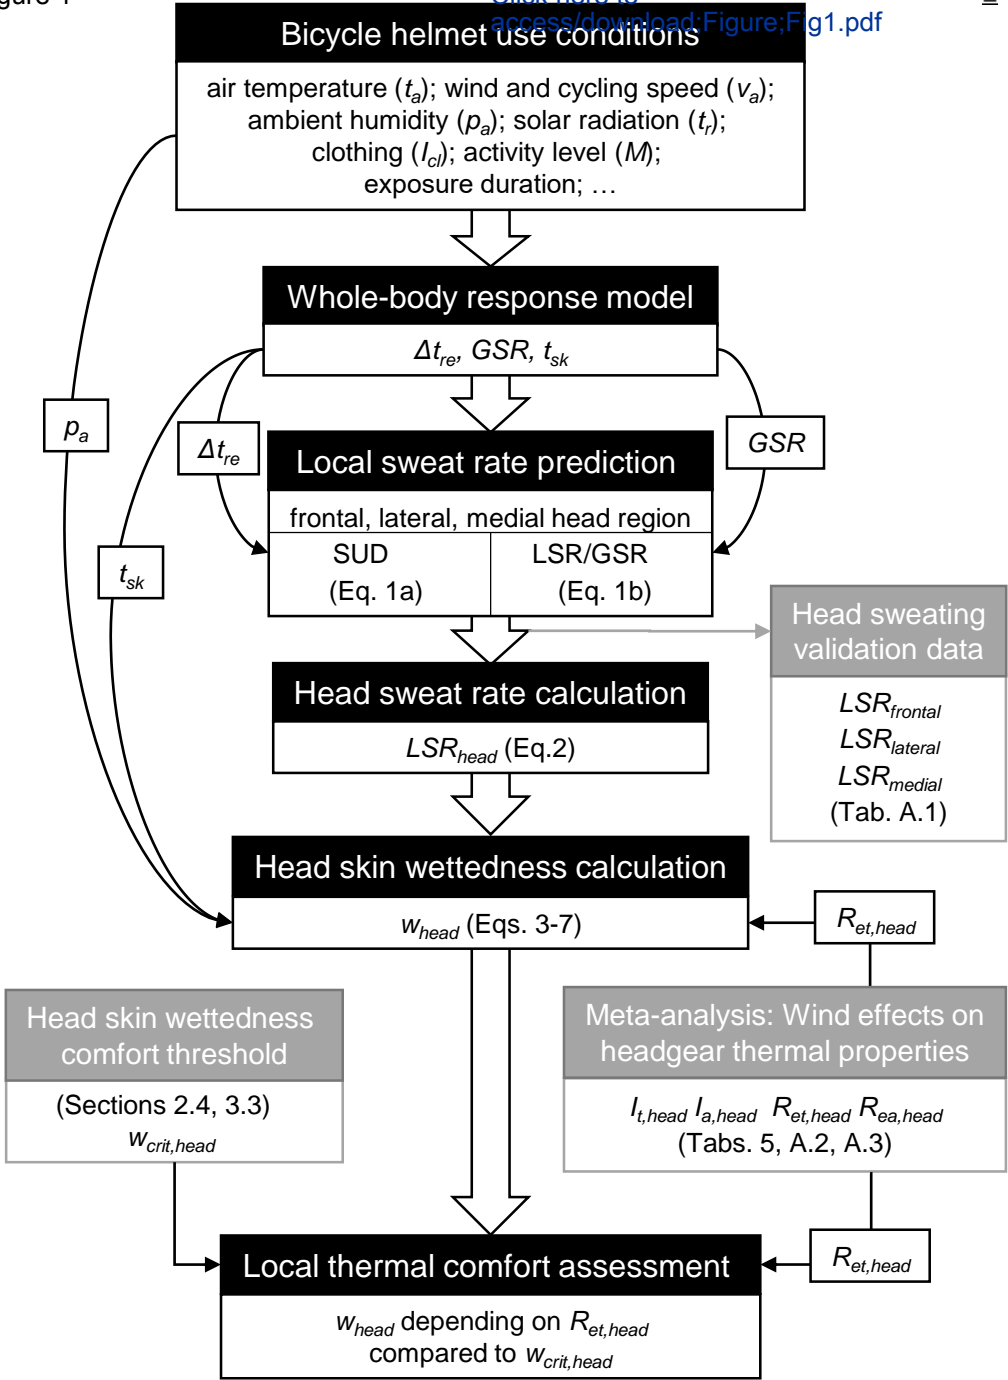 Bicycle helmet use conditions
access/download;Figure;Fig1.pdf
air temperature (ta); wind and cycling speed (va);
ambient humidity (pa); solar radiation (tr);
clothing (Icl); activity level (M);
exposure duration; …
Whole-body response model
Δtre, GSR, tsk
pa
Δtre
GSR
tsk
Local sweat rate prediction
frontal, lateral, medial head region
SUD
(Eq. 1a)
LSR/GSR
(Eq. 1b)
Head sweating
validation data
LSRfrontal
LSRlateral
LSRmedial
(Tab. A.1)
Head sweat rate calculation
LSRhead (Eq.2)
Head skin wettedness calculation
whead (Eqs. 3-7)
Ret,head
Head skin wettedness
comfort threshold
(Sections 2.4, 3.3)
wcrit,head
Meta-analysis: Wind effects on
headgear thermal properties
It,head Ia,head Ret,head Rea,head
(Tabs. 5, A.2, A.3)
Ret,head
Local thermal comfort assessment
whead depending on Ret,head
compared to wcrit,head